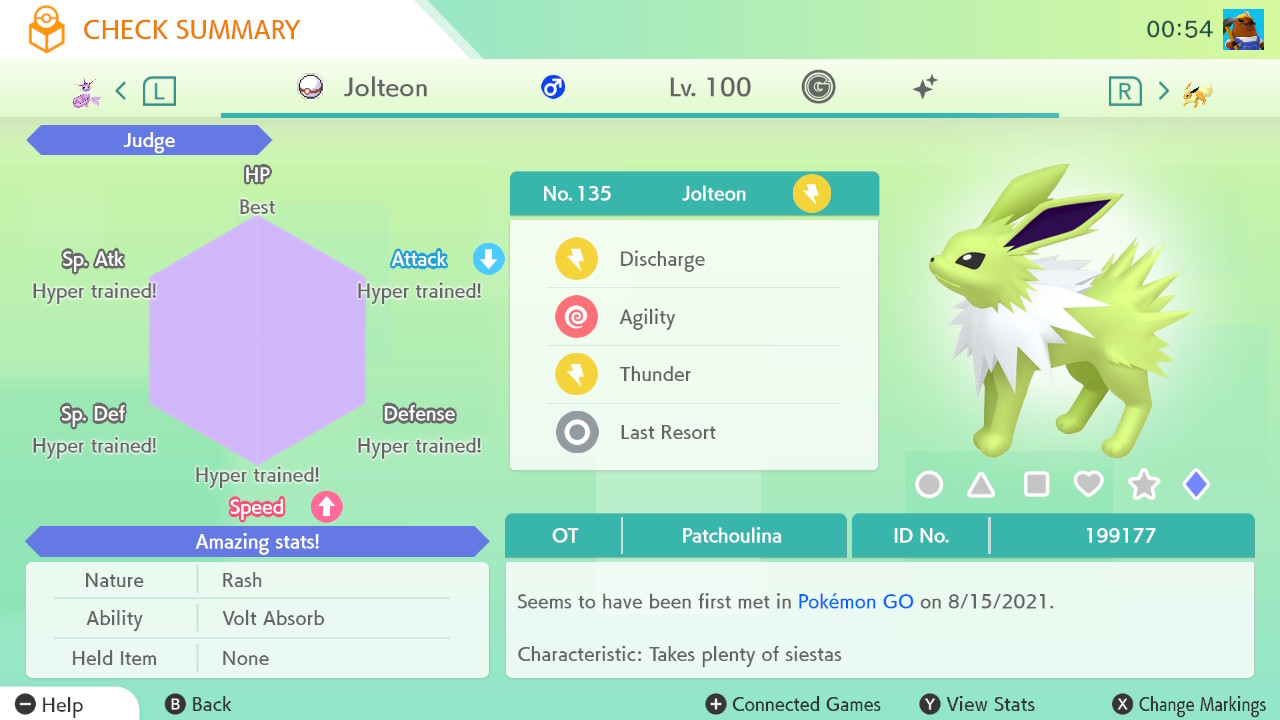 CHECK SUMMARY
00:54
L
Jolteon
Lv. 100
G
R
Judge
HP
Best
Sp. Atk
Hyper trained!
Attack
Hyper trained!
Sp. Def
Hyper trained!
Defense
Hyper trained!
Hyper trained!
Speed
Amazing stats!
Nature Rash
Ability Volt Absorb
Held Item None
No. 135 Jolteon
Discharge
Agility
Thunder
Last Resort
OT Patchoulina
ID No. 199177
Seems to have been first met in Pokémon GO on 8/15/2021.
Characteristic: Takes plenty of siestas
Help
B Back
Connected Games
Y View Stats
X Change Markings